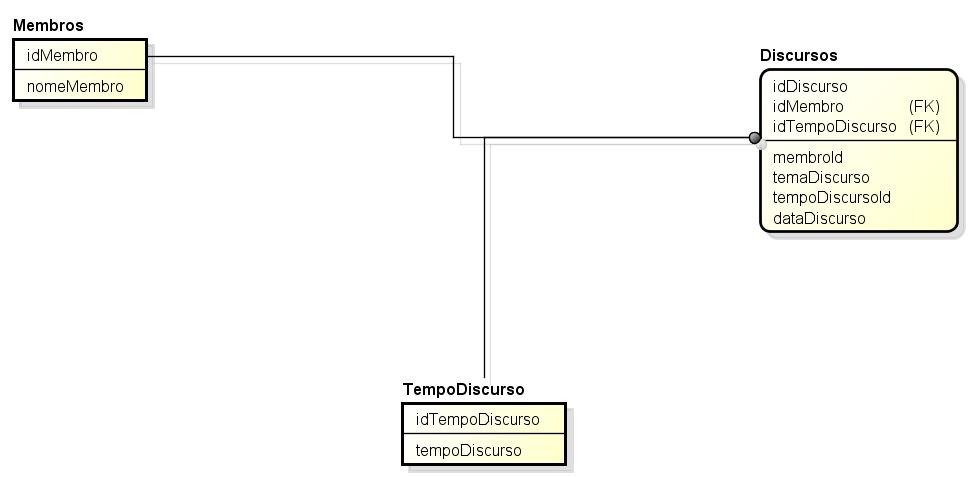 Membros
idMembro
nomeMembro
Discursos
idDiscurso
idMembro (FK)
idTempoDiscurso (FK)
membroId
temaDiscurso
tempoDiscursoId
dataDiscurso
TempoDiscurso
idTempoDiscurso
tempoDiscurso